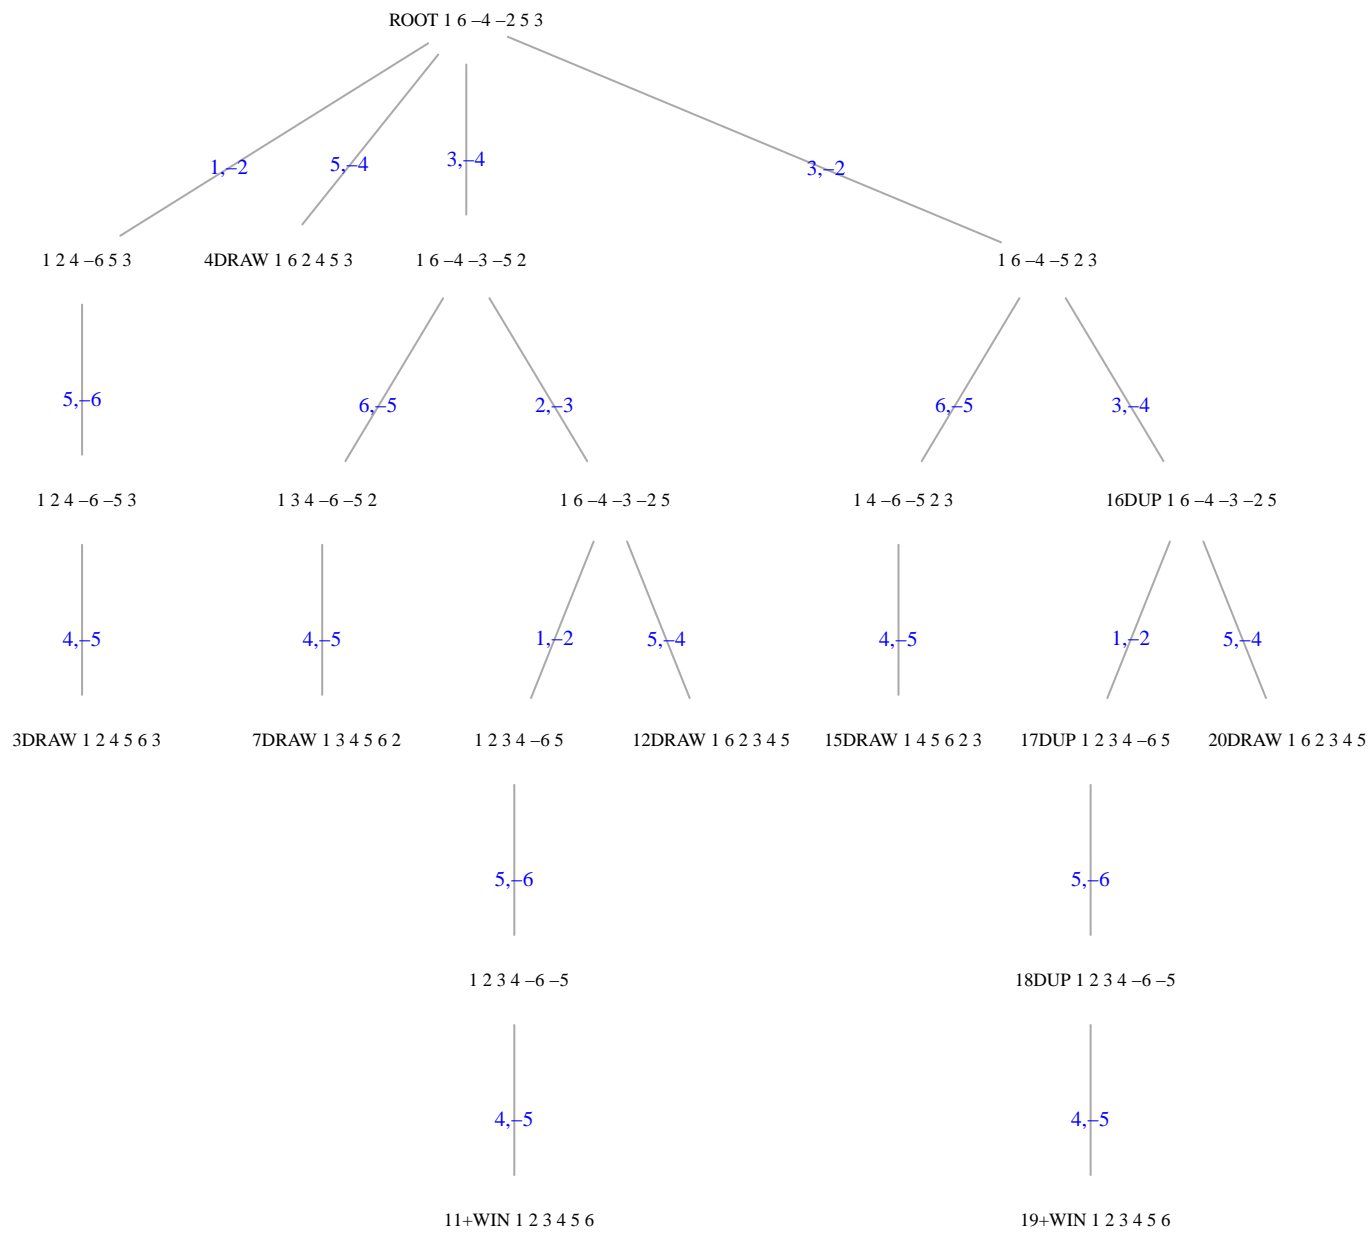 ROOT 1 6 –4 –2 5 3
1,–2
5,–4
3,–4
3,–2
1 2 4 –6 5 3
4DRAW 1 6 2 4 5 3
1 6 –4 –3 –5 2
1 6 –4 –5 2 3
5,–6
6,–5
2,–3
6,–5
3,–4
1 2 4 –6 –5 3
1 3 4 –6 –5 2
1 6 –4 –3 –2 5
1 4 –6 –5 2 3
16DUP 1 6 –4 –3 –2 5
4,–5
4,–5
1,–2
5,–4
4,–5
1,–2
5,–4
3DRAW 1 2 4 5 6 3
7DRAW 1 3 4 5 6 2
1 2 3 4 –6 5
12DRAW 1 6 2 3 4 5
15DRAW 1 4 5 6 2 3
17DUP 1 2 3 4 –6 5
20DRAW 1 6 2 3 4 5
5,–6
5,–6
1 2 3 4 –6 –5
18DUP 1 2 3 4 –6 –5
4,–5
4,–5
11+WIN 1 2 3 4 5 6
19+WIN 1 2 3 4 5 6